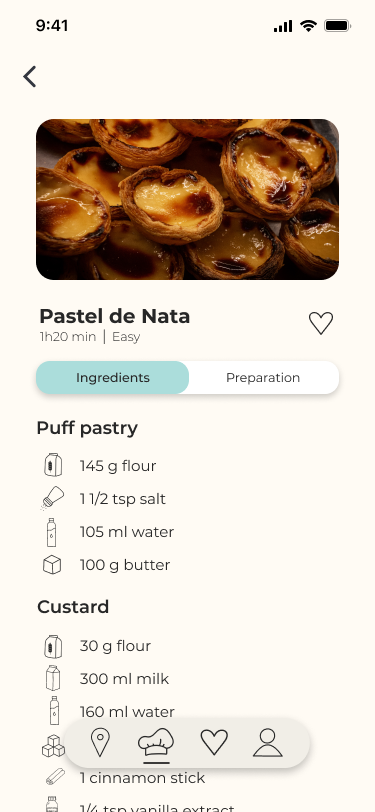 9:41
Pastel de Nata
1h20 min | Easy
Ingredients
Preparation
Puff pastry
145 g flour
1 1/2 tsp salt
105 ml water
100 g butter
Custard
30 g flour
300 ml milk
160 ml water
1 cinnamon stick
1/4 tsp vanilla extract